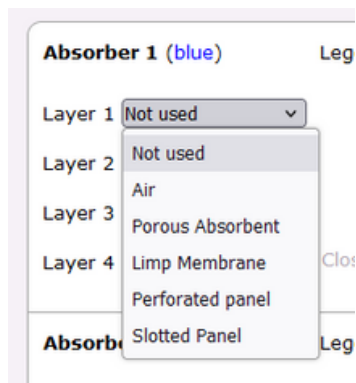 Absorber 1 (blue) Leg
Layer 1 Not used
Not used
Layer 2
Air
Layer 3
Porous Absorbent
Layer 4 Limp Membrane Clos
Perforated panel
Slotted Panel
Absorbe Leg